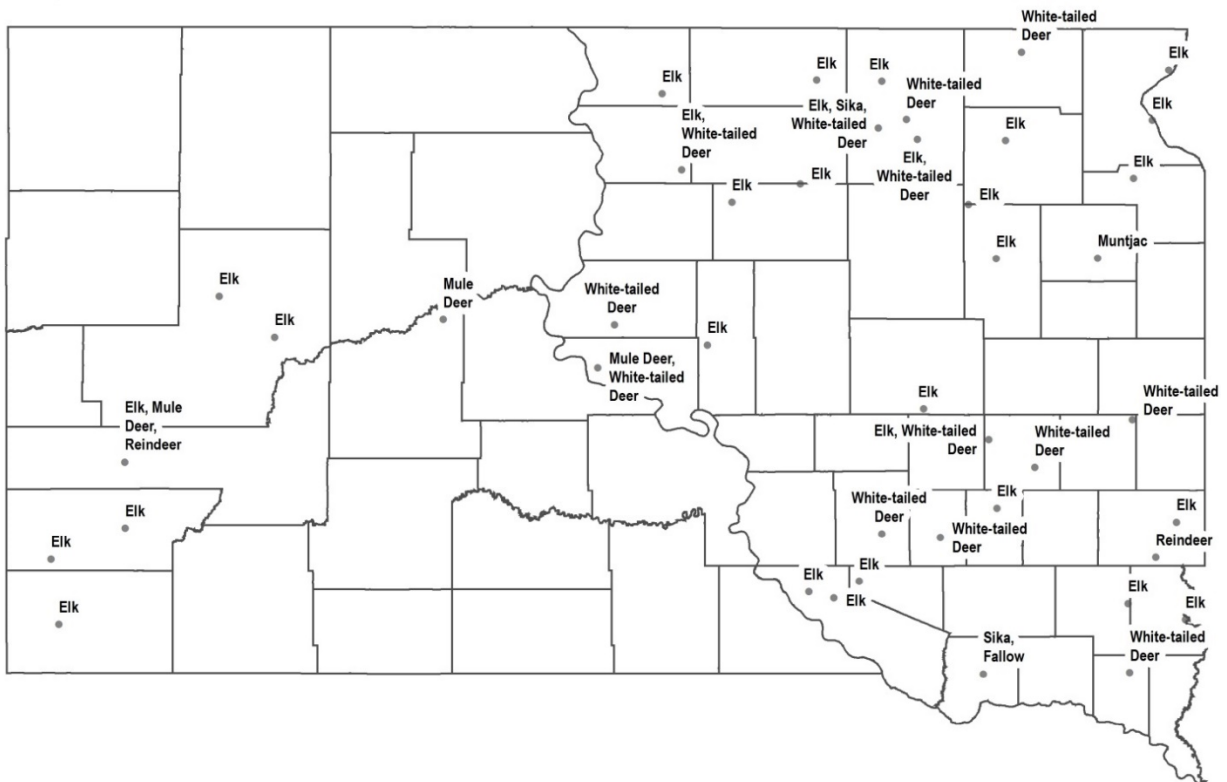 White-tailed
Deer
Elk
Elk
Elk
Elk
White-tailed
Deer
Elk, Sika,
White-tailed
Deer
Elk
Elk,
White-tailed
Deer
Elk
Elk,
White-tailed
Deer
Elk
Elk
Elk
Elk
Elk
Muntjac
Elk
Mule
Deer
White-tailed
Deer
Elk
Elk
Mule Deer,
White-tailed
Deer
Elk
White-tailed
Deer
Elk, Mule
Deer,
Reindeer
Elk, White-tailed
Deer
White-tailed
Deer
Elk
White-tailed
Deer
Elk
Elk
Elk
White-tailed
Deer
Reindeer
Elk
Elk
Elk
Elk
Elk
Elk
Sika,
Fallow
White-tailed
Deer